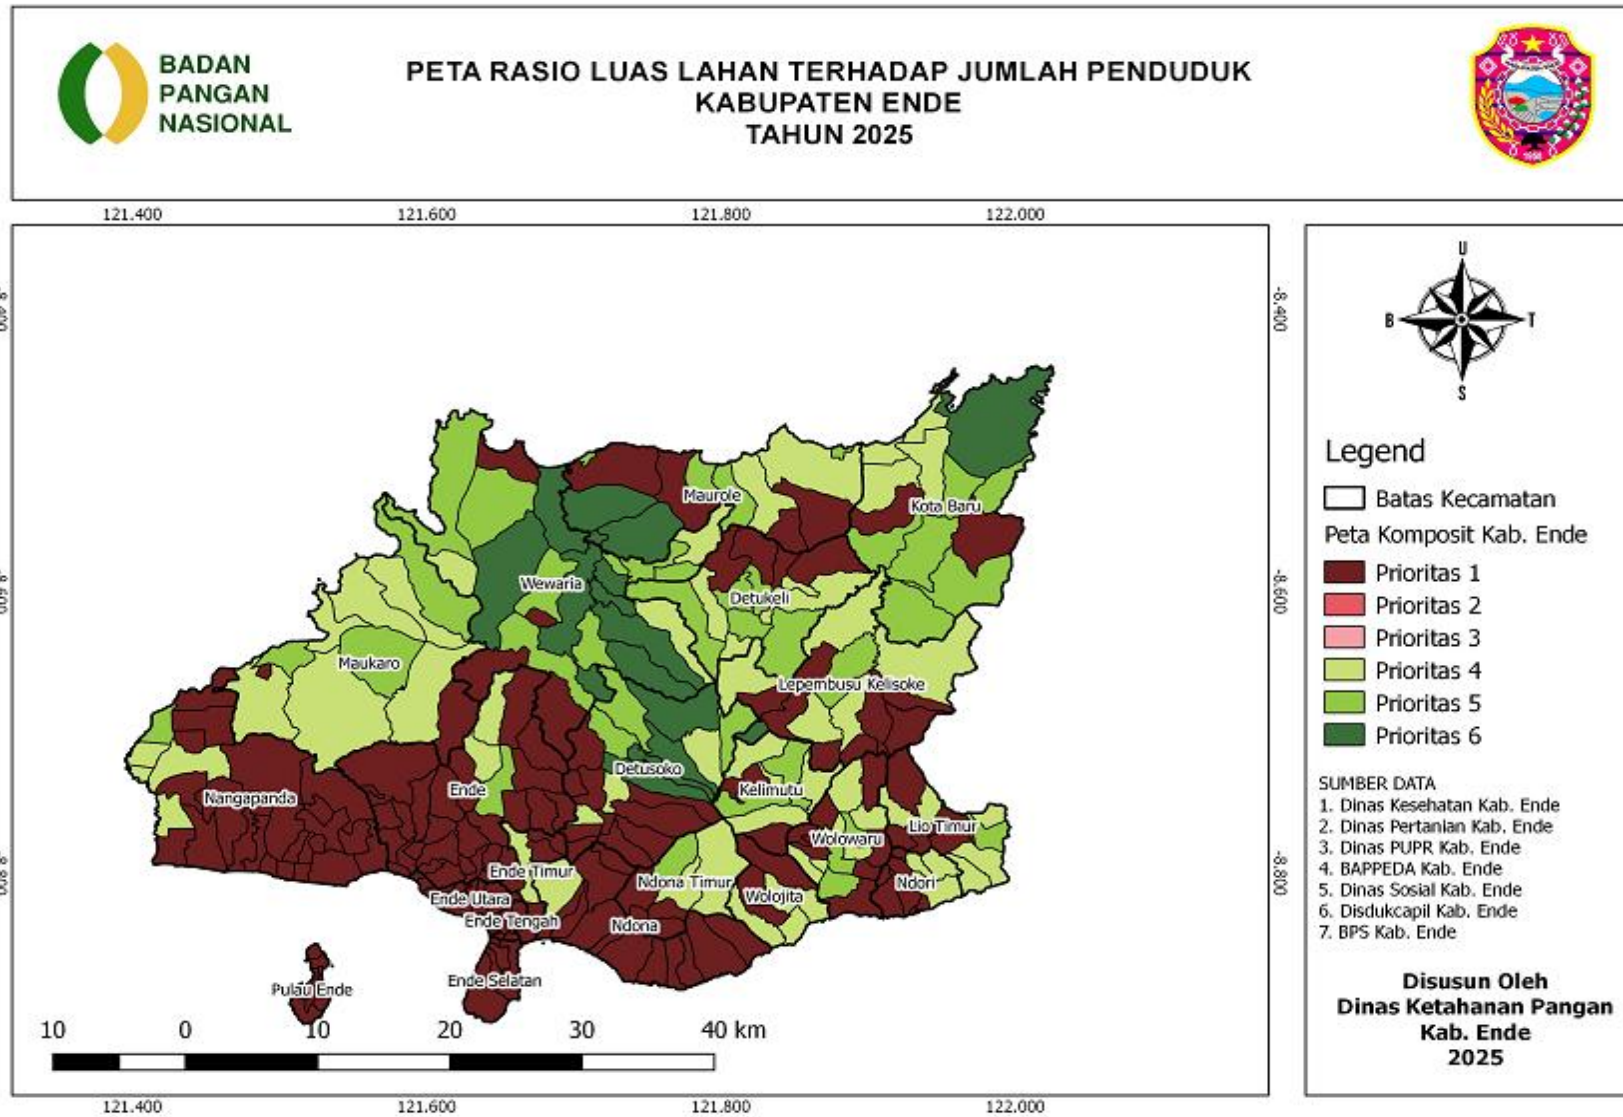 BADAN
PANGAN
NASIONAL
PETA RASIO LUAS LAHAN TERHADAP JUMLAH PENDUDUK
KABUPATEN ENDE
TAHUN 2025
1958
121.400 121.600 121.800 122.000
-8.400
-8.600
-8.800
-8.400
-8.600
-8.800
Maurole
Kota Baru
Wewaria
Detukeli
Maukaro
Lepembusu Kelisoke
Detusoko
Nangapanda
Ende
Kelimutu
Wolowaru
Lio Timur
Ende Timur
Ndona Timur
Ndori
Ende Utara
Wolojita
Ende Tengah
Ndona
Ende Selatan
Pulau Ende
10 0 10 20 30 40 km
121.400 121.600 121.800 122.000
U
B T
S
Legend
Batas Kecamatan
Peta Komposit Kab. Ende
Prioritas 1
Prioritas 2
Prioritas 3
Prioritas 4
Prioritas 5
Prioritas 6
SUMBER DATA
1. Dinas Kesehatan Kab. Ende
2. Dinas Pertanian Kab. Ende
3. Dinas PUPR Kab. Ende
4. BAPPEDA Kab. Ende
5. Dinas Sosial Kab. Ende
6. Disdukcapil Kab. Ende
7. BPS Kab. Ende
Disusun Oleh
Dinas Ketahanan Pangan
Kab. Ende
2025